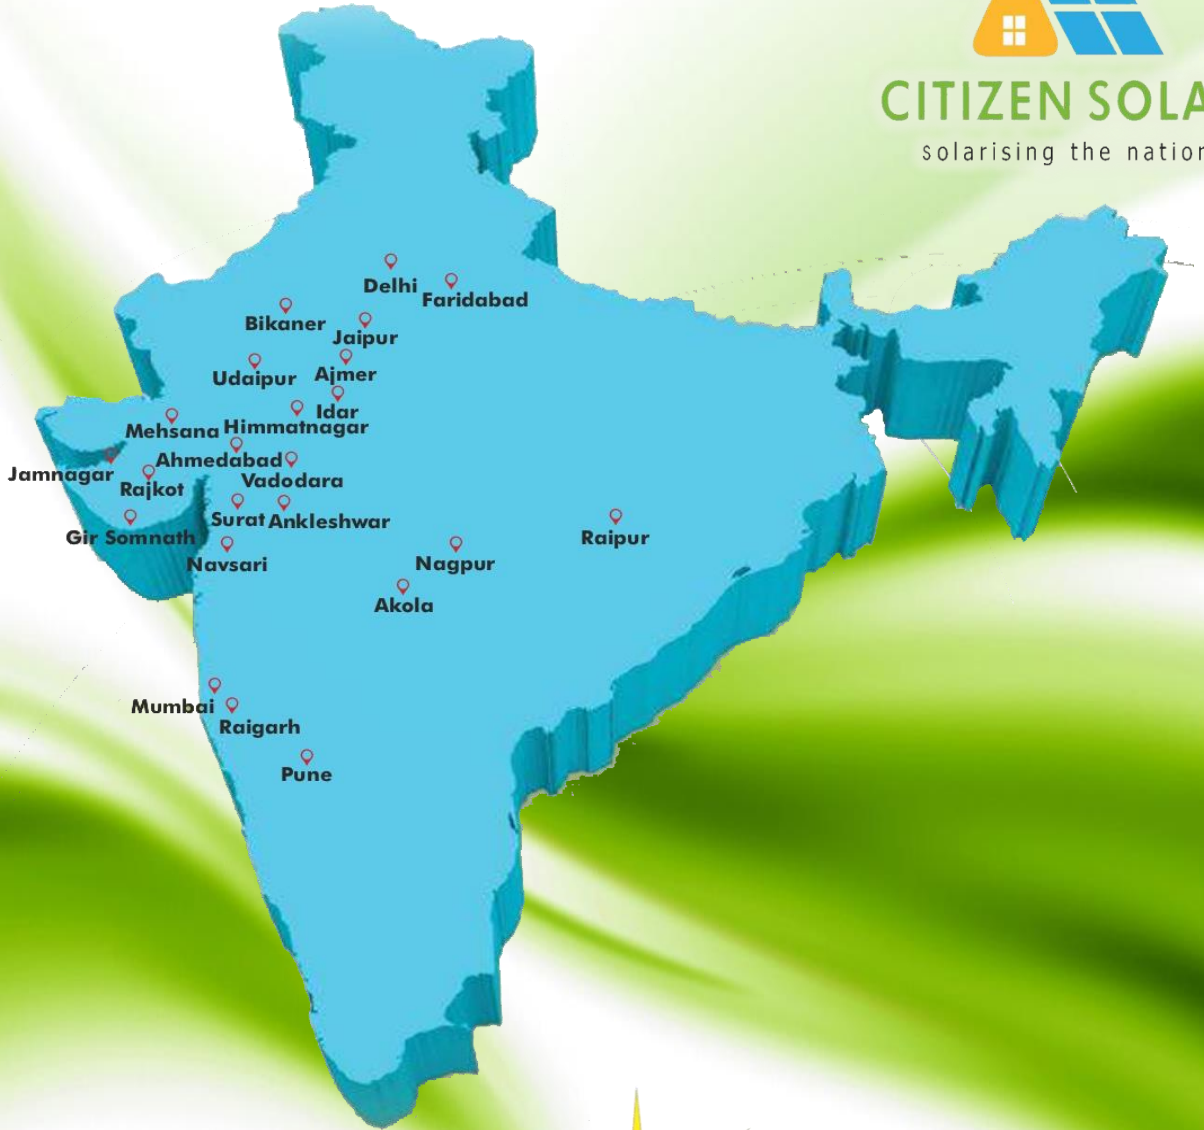 CITIZEN SOLA
solarising the nation
Delhi
Faridabad
Bikaner
Jaipur
Udaipur
Ajmer
Idar
Mehsana
Himmatnagar
Ahmedabad
Jamnagar
Vadodara
Rajkot
Surat
Ankleshwar
Gir Somnath
Raipur
Navsari
Nagpur
Akola
Mumbai
Raigarh
Pune